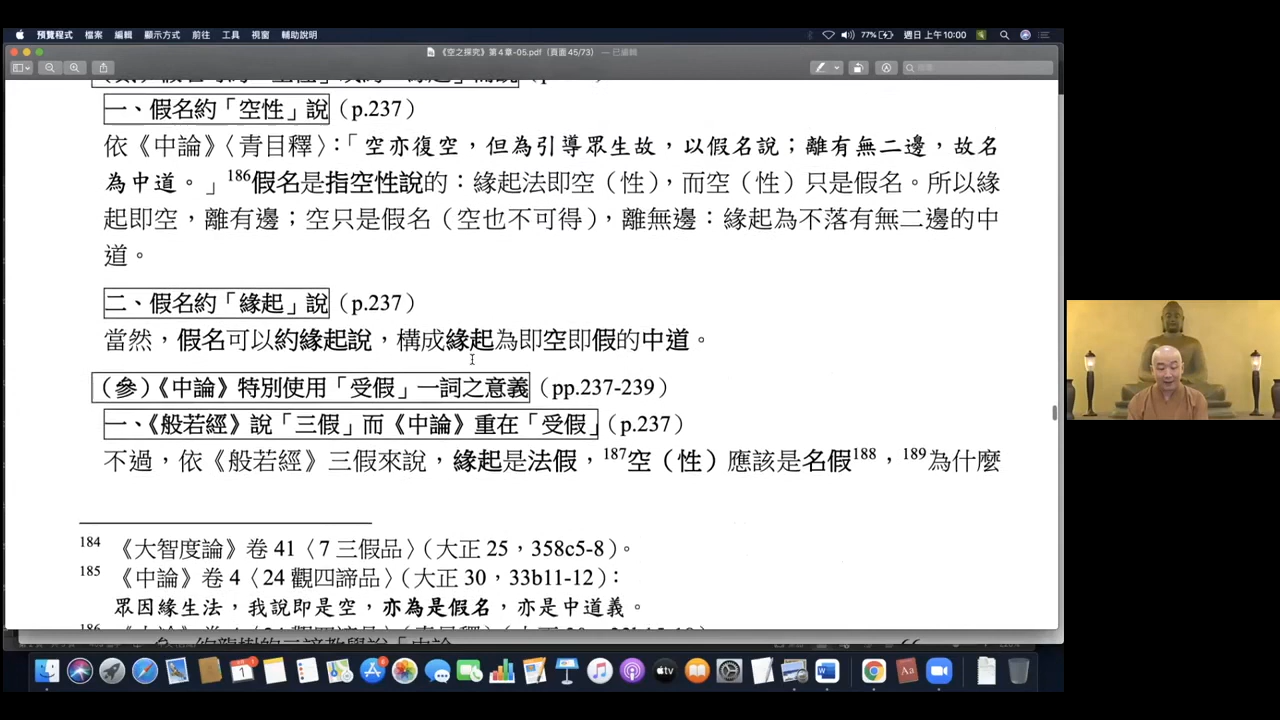 預覽程式 檔案 編輯 顯示方式 前往 工具 視窗 輔助說明 77% 週日 上午10:00
《空之探究》第4章-05.pdf（頁面 45/73）— 已編輯
一、假名約「空性」說（p.237）
依《中論》〈青目釋〉：「空亦復空，但為引導眾生故，以假名說；離有無二邊，故名
為中道。」186假名是指空性說的：緣起法即空（性），而空（性）只是假名。所以緣
起即空，離有邊；空只是假名（空也不可得），離無邊：緣起為不落有無二邊的中
道。
二、假名約「緣起」說（p.237）
當然，假名可以約緣起說，構成緣起為即空即假的中道。
（參）《中論》特別使用「受假」一詞之意義（pp.237-239）
一、《般若經》說「三假」而《中論》重在「受假」（p.237）
不過，依《般若經》三假來說，緣起是法假，187空（性）應該是名假188，189為什麼
184 《大智度論》卷 41〈7 三假品〉（大正 25，358c5-8）。
185 《中論》卷 4〈24 觀四諦品〉（大正 30，33b11-12）：
眾因緣生法，我說即是空，亦為是假名，亦是中道義。